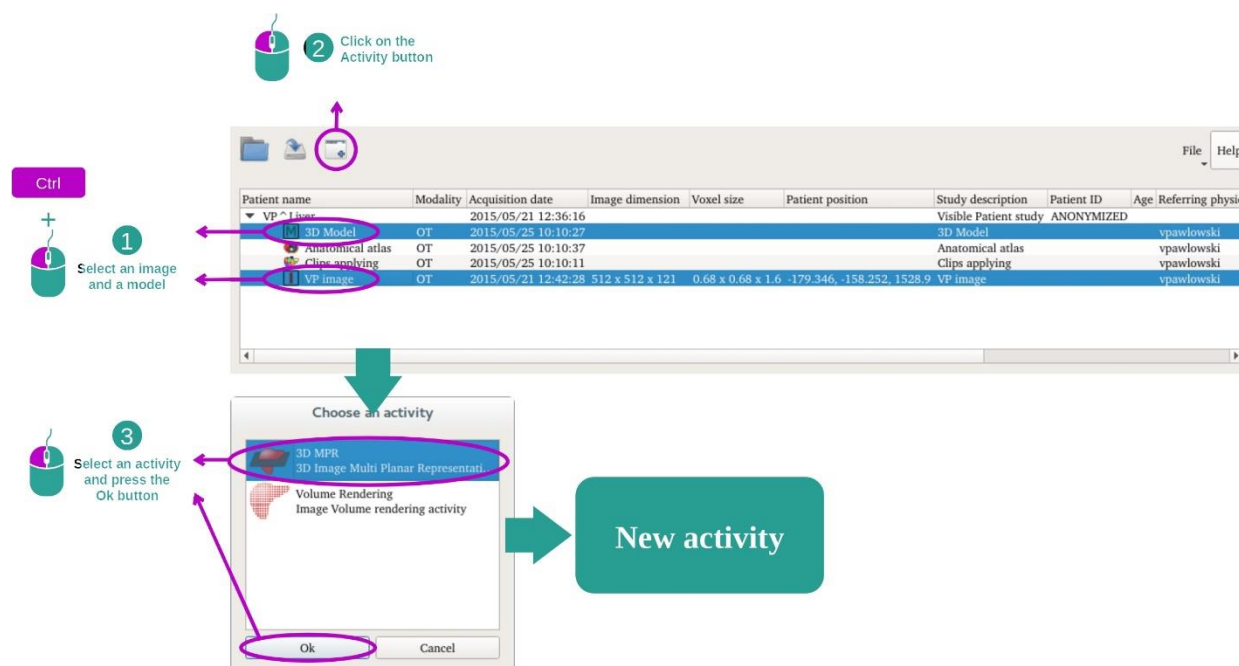 2
Click on the
Activity button
File
Help
Ctrl
+
1
Select an image
and a model
Patient name Modality Acquisition date Image dimension Voxel size Patient position Study description Patient ID Age Referring physic
VP^Liver 2015/05/21 12:36:16 Visible Patient study ANONYMIZED
M 3D Model OT 2015/05/25 10:10:27 3D Model vpawlowski
Anatomical atlas OT 2015/05/25 10:10:37 Anatomical atlas vpawlowski
Clips applying OT 2015/05/25 10:10:11 Clips applying vpawlowski
I VP image OT 2015/05/21 12:42:28 512 x 512 x 121 0.68 x 0.68 x 1.6 -179.346, -158.252, 1528.9 VP image vpawlowski
Choose an activity
3
Select an activity
and press the
Ok button
3D MPR
3D Image Multi Planar Representati.
Volume Rendering
Image Volume rendering activity
New activity
Ok
Cancel